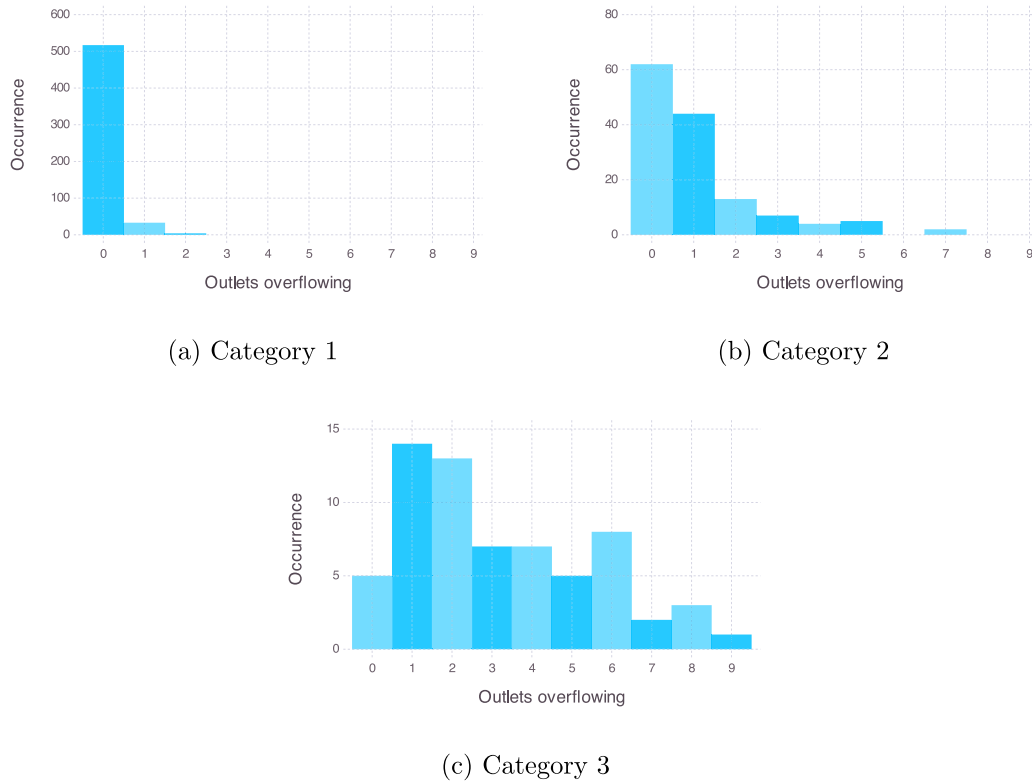 600
500
400
300
200
100
0
Occurrence
0 1 2 3 4 5 6 7 8 9
Outlets overflowing
(a) Category 1
80
60
40
20
0
Occurrence
0 1 2 3 4 5 6 7 8 9
Outlets overflowing
(b) Category 2
15
10
5
0
Occurrence
0 1 2 3 4 5 6 7 8 9
Outlets overflowing
(c) Category 3